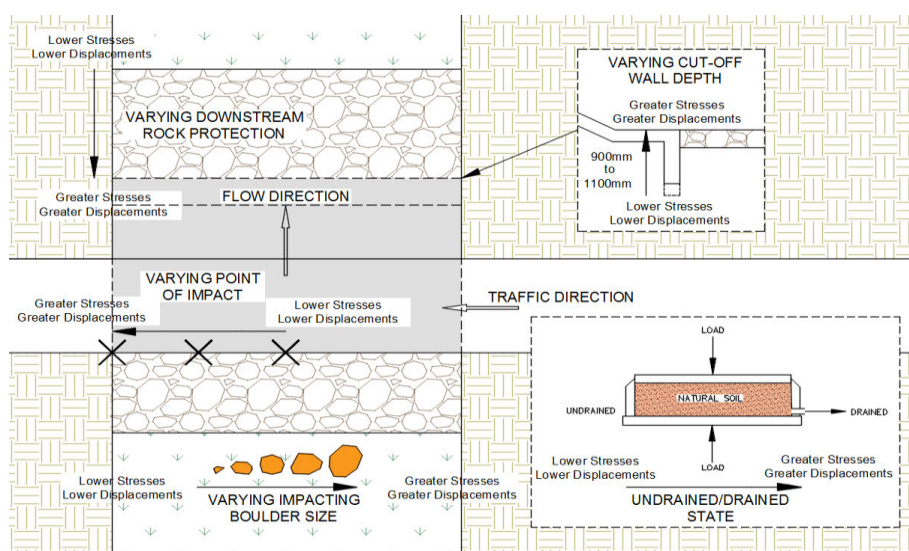 Lower Stresses
Lower Displacements
VARYING DOWNSTREAM
ROCK PROTECTION
Greater Stresses
Greater Displacements
FLOW DIRECTION
VARYING CUT-OFF
WALL DEPTH
Greater Stresses
Greater Displacements
900mm
to
1100mm
Lower Stresses
Lower Displacements
VARYING POINT
OF IMPACT
Greater Stresses
Greater Displacements
Lower Stresses
Lower Displacements
TRAFFIC DIRECTION
LOAD
NATURAL SOIL
UNDRAINED
DRAINED
LOAD
Lower Stresses
Lower Displacements
Greater Stresses
Greater Displacements
UNDRAINED/DRAINED
STATE
Lower Stresses
Lower Displacements
Greater Stresses
Greater Displacements
VARYING IMPACTING
BOULDER SIZE